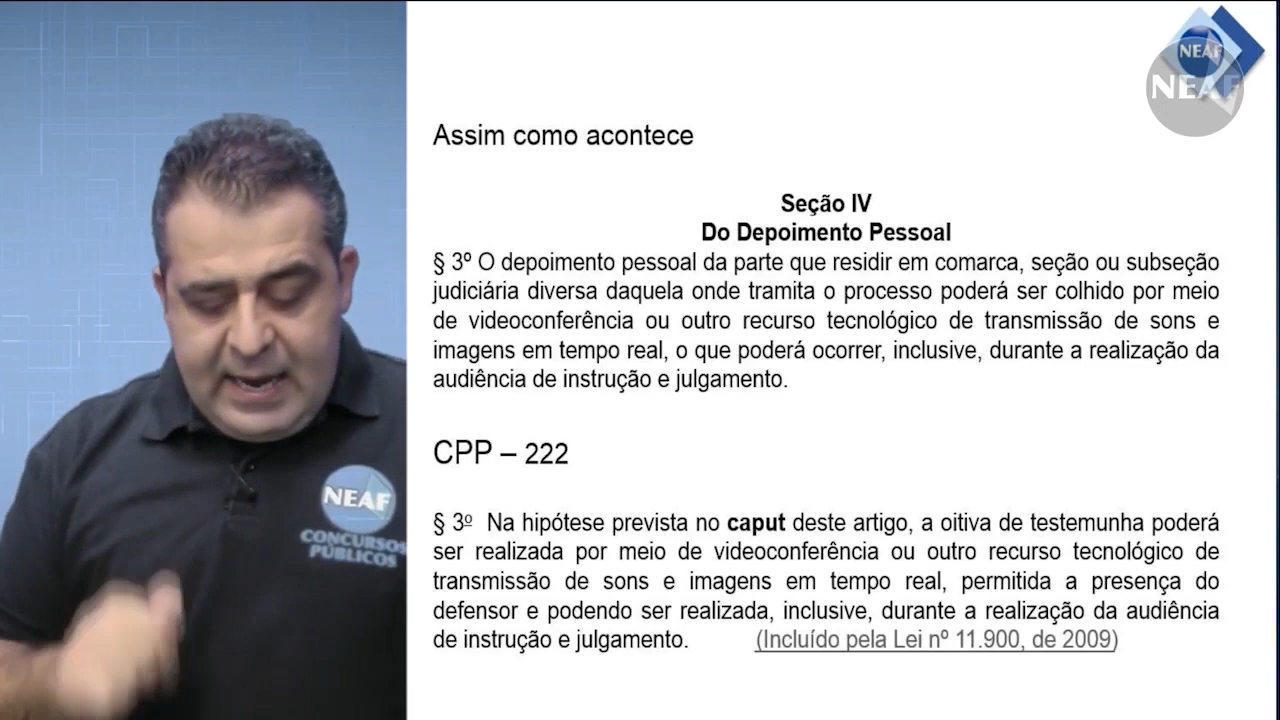 NEAF
NEAF
Assim como acontece
Seção IV
Do Depoimento Pessoal
§ 3º O depoimento pessoal da parte que residir em comarca, seção ou subseção
judiciária diversa daquela onde tramita o processo poderá ser colhido por meio
de videoconferência ou outro recurso tecnológico de transmissão de sons e
imagens em tempo real, o que poderá ocorrer, inclusive, durante a realização da
audiência de instrução e julgamento.
CPP – 222
§ 3º Na hipótese prevista no caput deste artigo, a oitiva de testemunha poderá
ser realizada por meio de videoconferência ou outro recurso tecnológico de
transmissão de sons e imagens em tempo real, permitida a presença do
defensor e podendo ser realizada, inclusive, durante a realização da audiência
de instrução e julgamento. (Incluído pela Lei nº 11.900, de 2009)
NEAF
CONCURSOS
PÚBLICOS